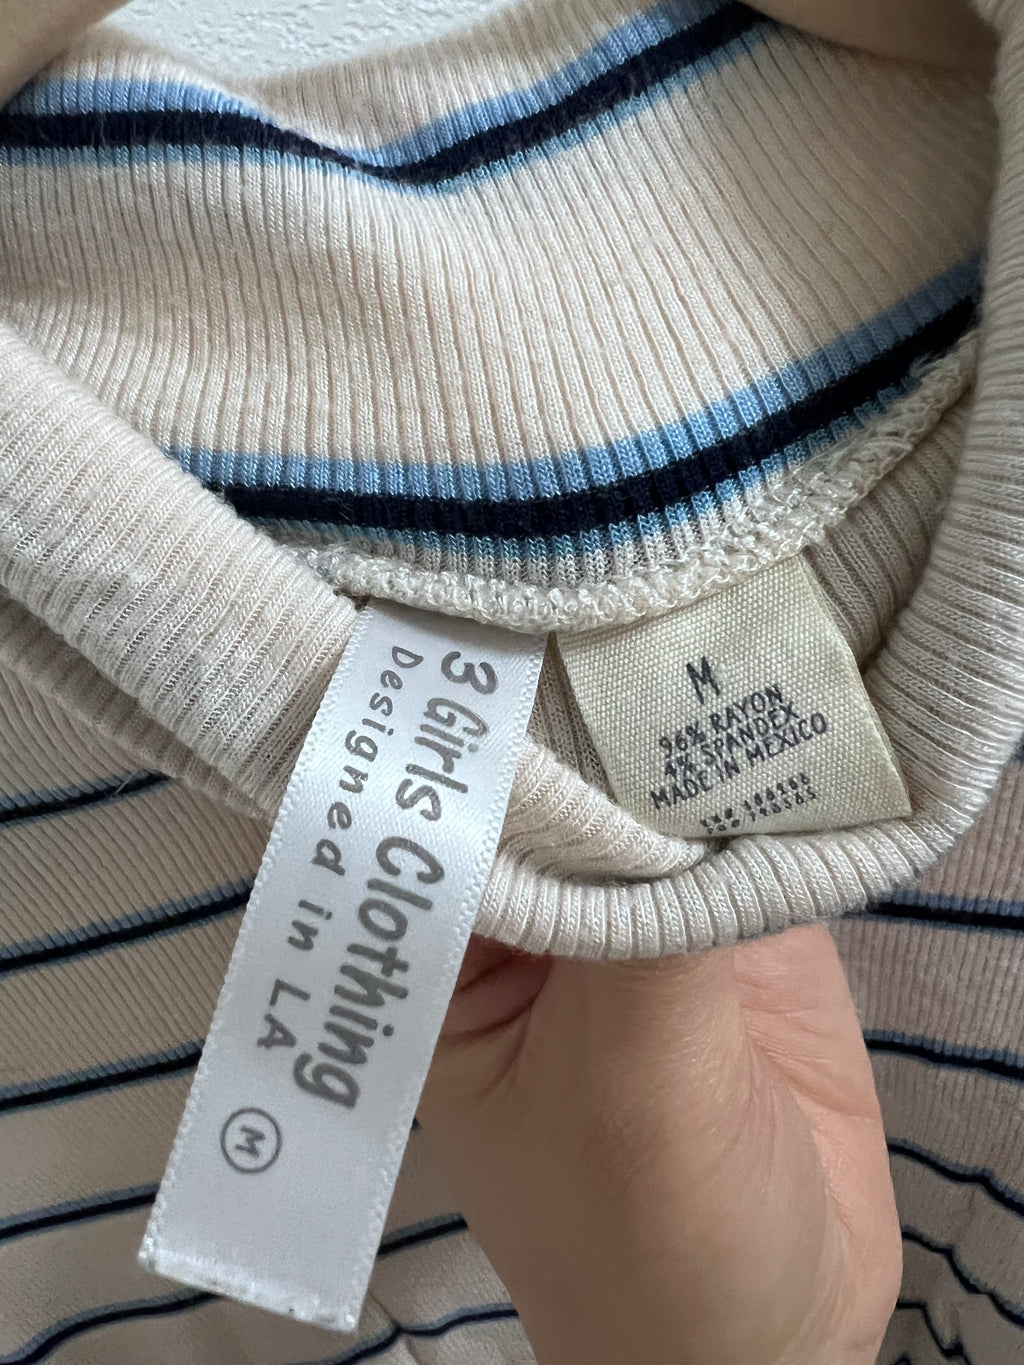 3 Girls Clothing
Designed in LA
M
M
96% RAYON
4% SPANDEX
MADE IN MEXICO